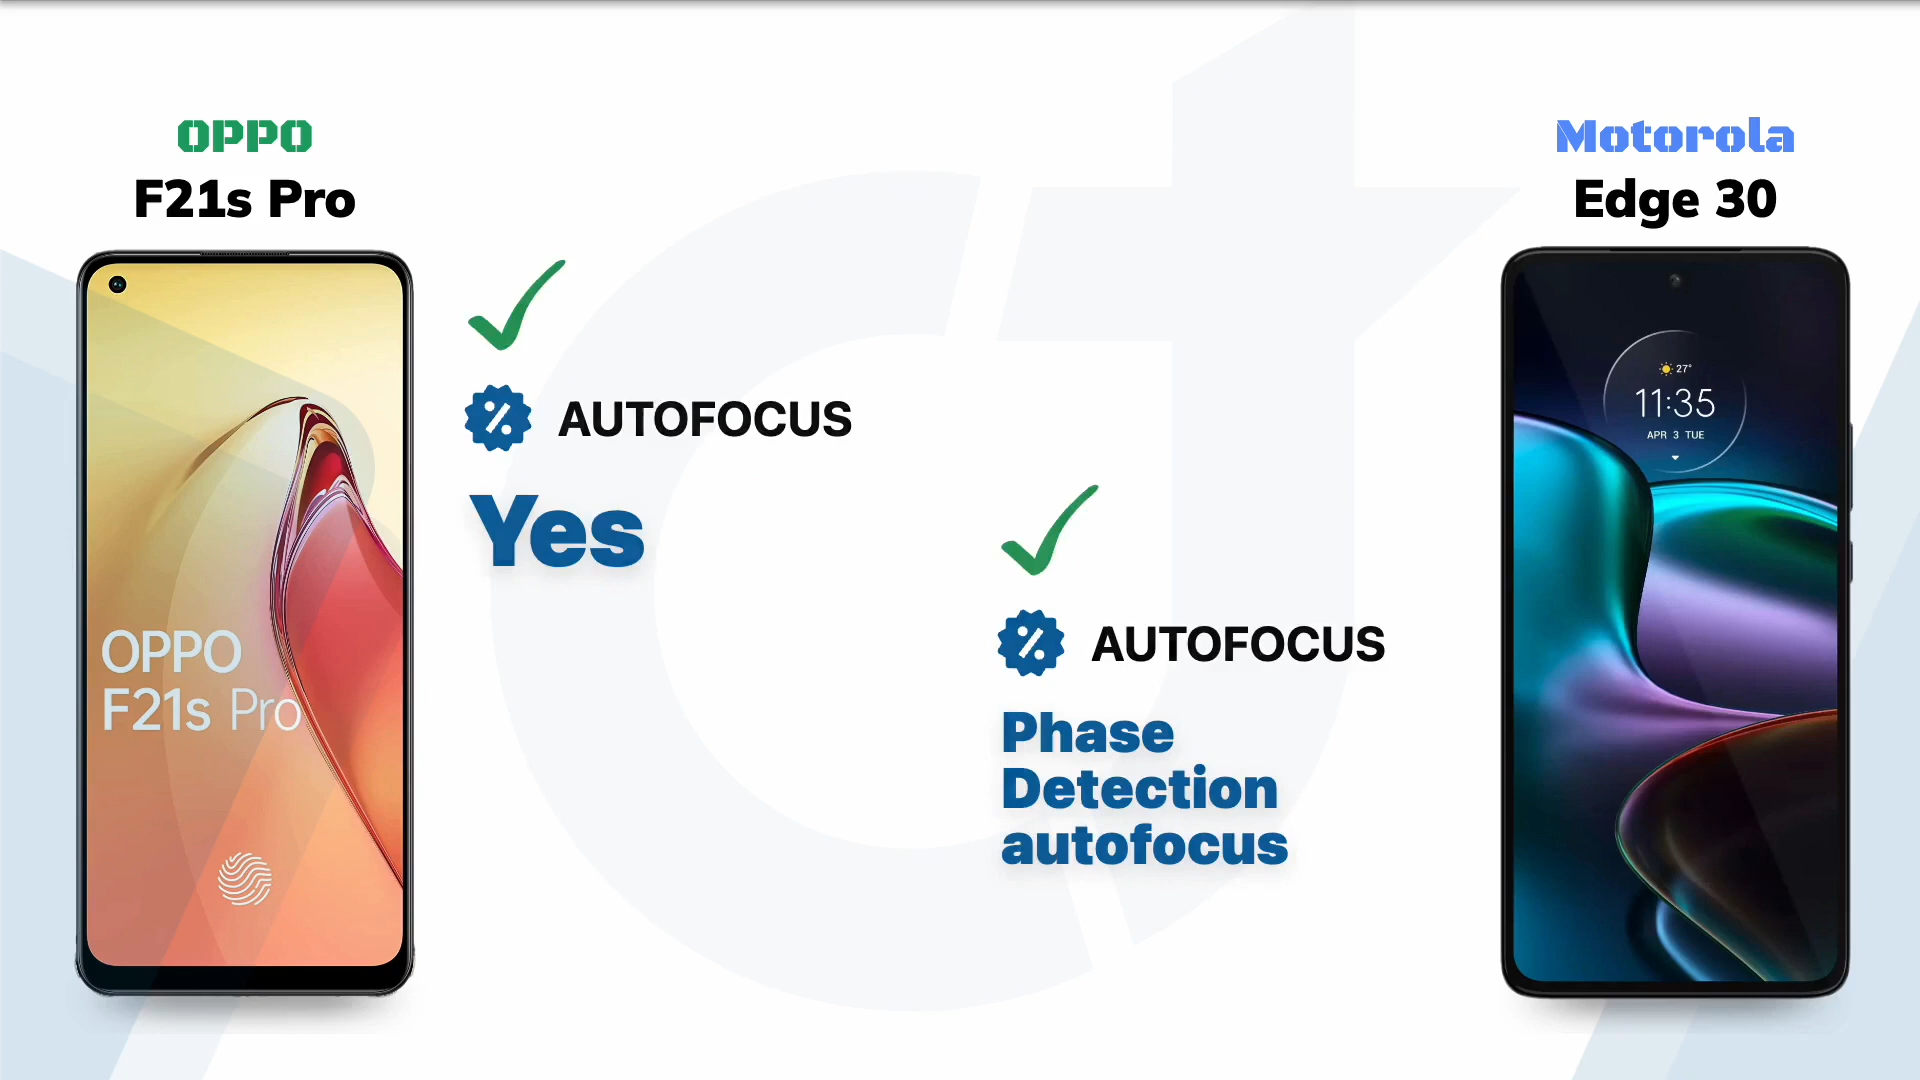 OPPO
F21s Pro
AUTOFOCUS
Yes
OPPO
F21s Pro
Motorola
Edge 30
27°
11:35
APR 3 TUE
AUTOFOCUS
Phase
Detection
autofocus